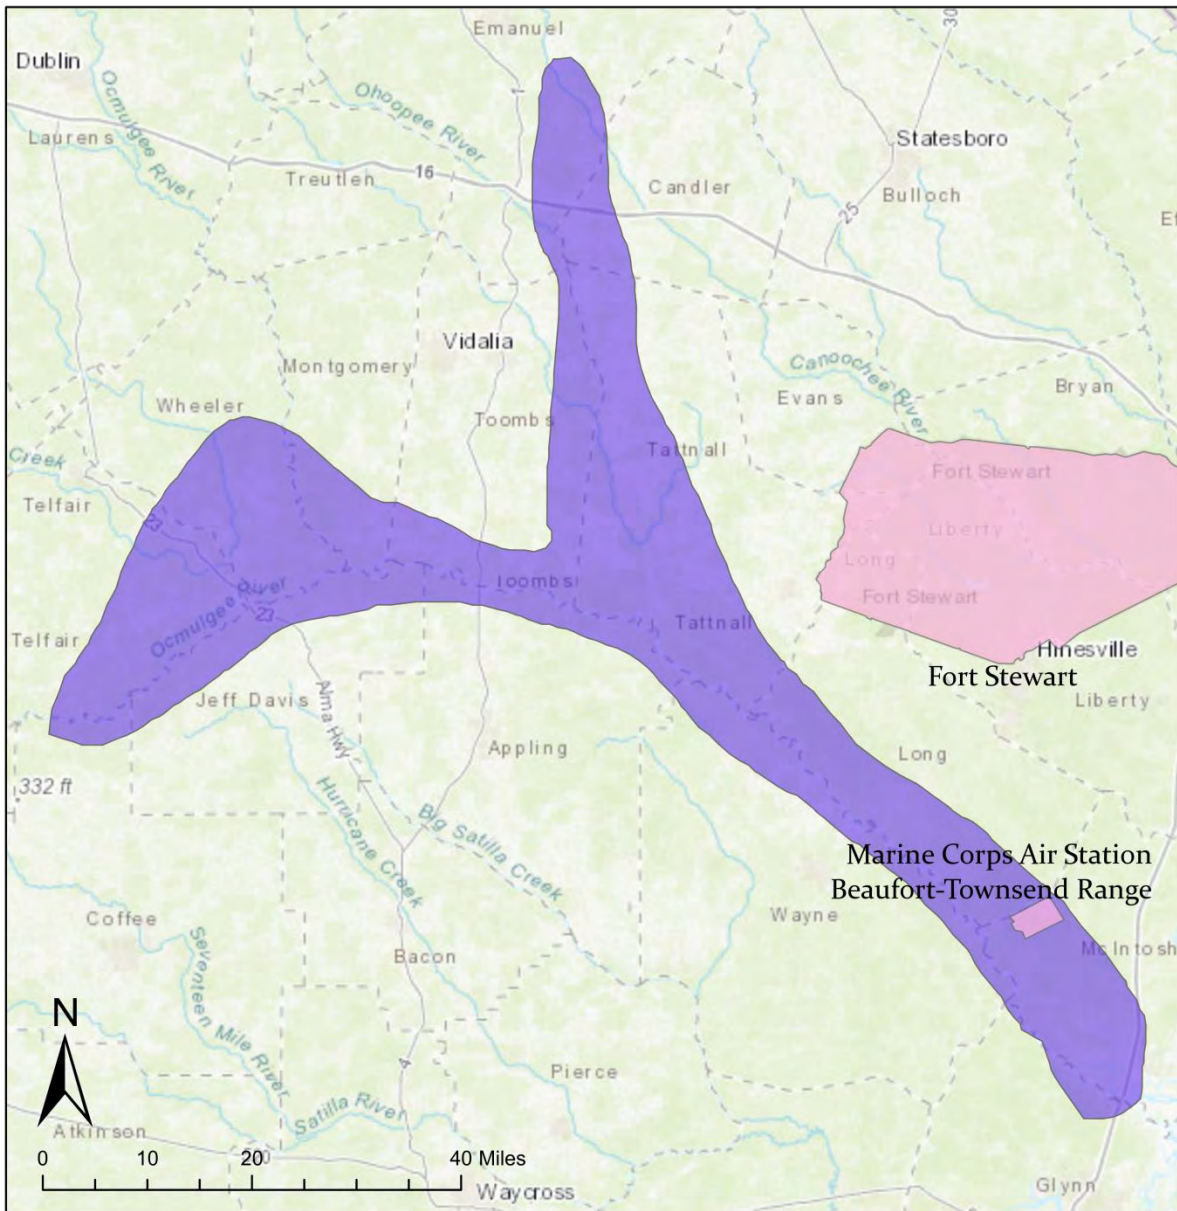 Emanuel
Dublin
30
1
Ocmulgee River
Ohoopee River
Laurens
Statesboro
16
Treutlen
Candler
Bulloch
25
Ef
Vidalia
Montgomery
Canoochee River
Bryan
Wheeler
Evans
Toombs
Tattnall
Creek
Fort Stewart
Telfair
23
Liberty
Long
Toombs
Fort Stewart
Ocmulgee River
23
Tattnall
Telfair
Hinesville
Fort Stewart
Jeff Davis
Liberty
Alma Hwy
Appling
Long
332 ft
Hurricane Creek
Big Satilla Creek
Marine Corps Air Station
Beaufort-Townsend Range
Coffee
Wayne
McIntosh
Seventeen Mile River
Bacon
N
4
Pierce
Satilla River
Atkinson
0 10 20 40 Miles
Waycross
Glynn